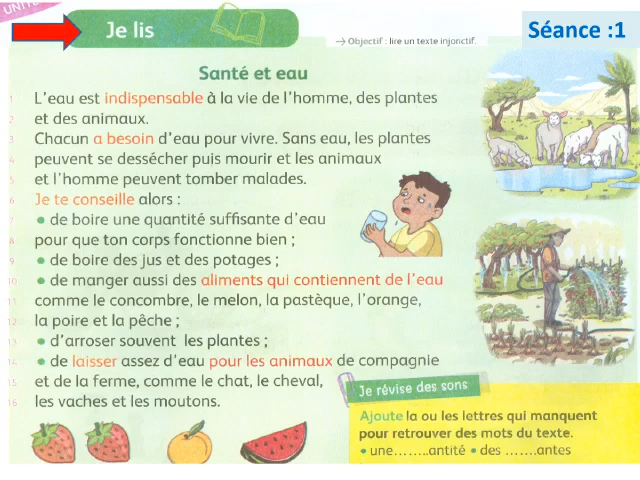 UNITÉ
Je lis
Séance :1
→ Objectif : lire un texte injonctif.
Santé et eau
1 L'eau est indispensable à la vie de l'homme, des plantes
2 et des animaux.
3 Chacun a besoin d'eau pour vivre. Sans eau, les plantes
4 peuvent se dessécher puis mourir et les animaux
5 et l'homme peuvent tomber malades.
6 Je te conseille alors :
7 • de boire une quantité suffisante d'eau
8 pour que ton corps fonctionne bien ;
9 • de boire des jus et des potages ;
10 • de manger aussi des aliments qui contiennent de l'eau
11 comme le concombre, le melon, la pastèque, l'orange,
12 la poire et la pêche ;
13 • d'arroser souvent les plantes ;
14 • de laisser assez d'eau pour les animaux de compagnie
15 et de la ferme, comme le chat, le cheval,
16 les vaches et les moutons.
Je révise des sons
Ajoute la ou les lettres qui manquent
pour retrouver des mots du texte.
• une........antité • des .......antes